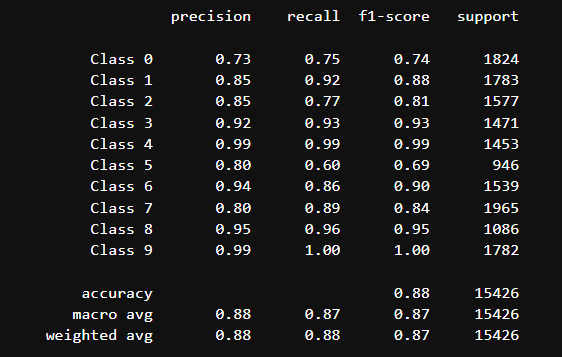 precision recall f1-score support
Class 0 0.73 0.75 0.74 1824
Class 1 0.85 0.92 0.88 1783
Class 2 0.85 0.77 0.81 1577
Class 3 0.92 0.93 0.93 1471
Class 4 0.99 0.99 0.99 1453
Class 5 0.80 0.60 0.69 946
Class 6 0.94 0.86 0.90 1539
Class 7 0.80 0.89 0.84 1965
Class 8 0.95 0.96 0.95 1086
Class 9 0.99 1.00 1.00 1782
accuracy 0.88 15426
macro avg 0.88 0.87 0.87 15426
weighted avg 0.88 0.88 0.87 15426